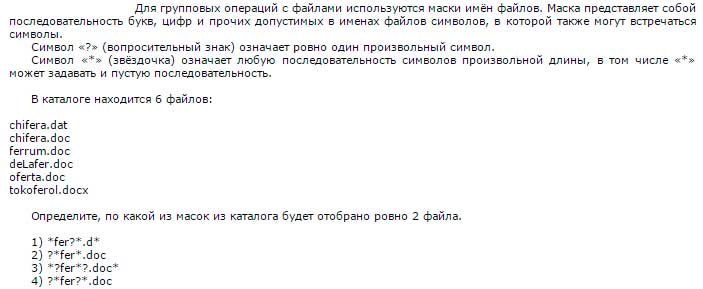 Для групповых операций с файлами используются маски имён файлов. Маска представляет собой
последовательность букв, цифр и прочих допустимых в именах файлов символов, в которой также могут встречаться
символы.
Символ «?» (вопросительный знак) означает ровно один произвольный символ.
Символ «*» (звёздочка) означает любую последовательность символов произвольной длины, в том числе «*»
может задавать и пустую последовательность.
В каталоге находится 6 файлов:
chifera.dat
chifera.doc
ferrum.doc
deLafer.doc
oferta.doc
tokoferol.docx
Определите, по какой из масок из каталога будет отобрано ровно 2 файла.
1) *fer?*.d*
2) ?*fer*.doc
3) *?fer*?.doc*
4) ?*fer?*.doc